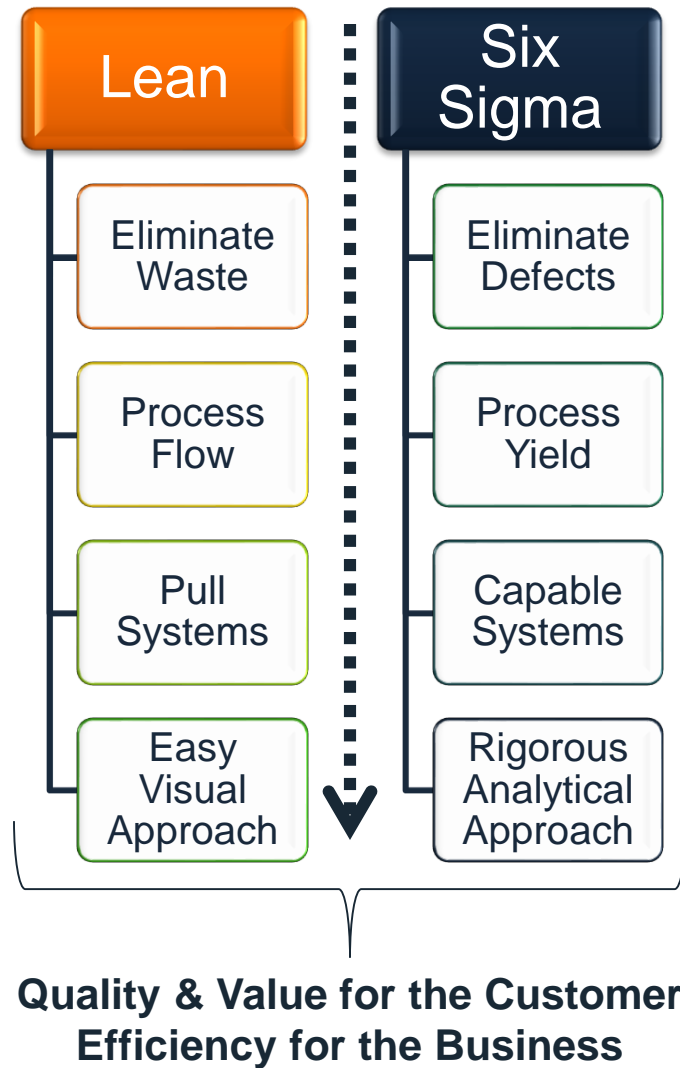 Lean
Eliminate
Waste
Process
Flow
Pull
Systems
Easy
Visual
Approach
Six
Sigma
Eliminate
Defects
Process
Yield
Capable
Systems
Rigorous
Analytical
Approach
Quality & Value for the Customer
Efficiency for the Business